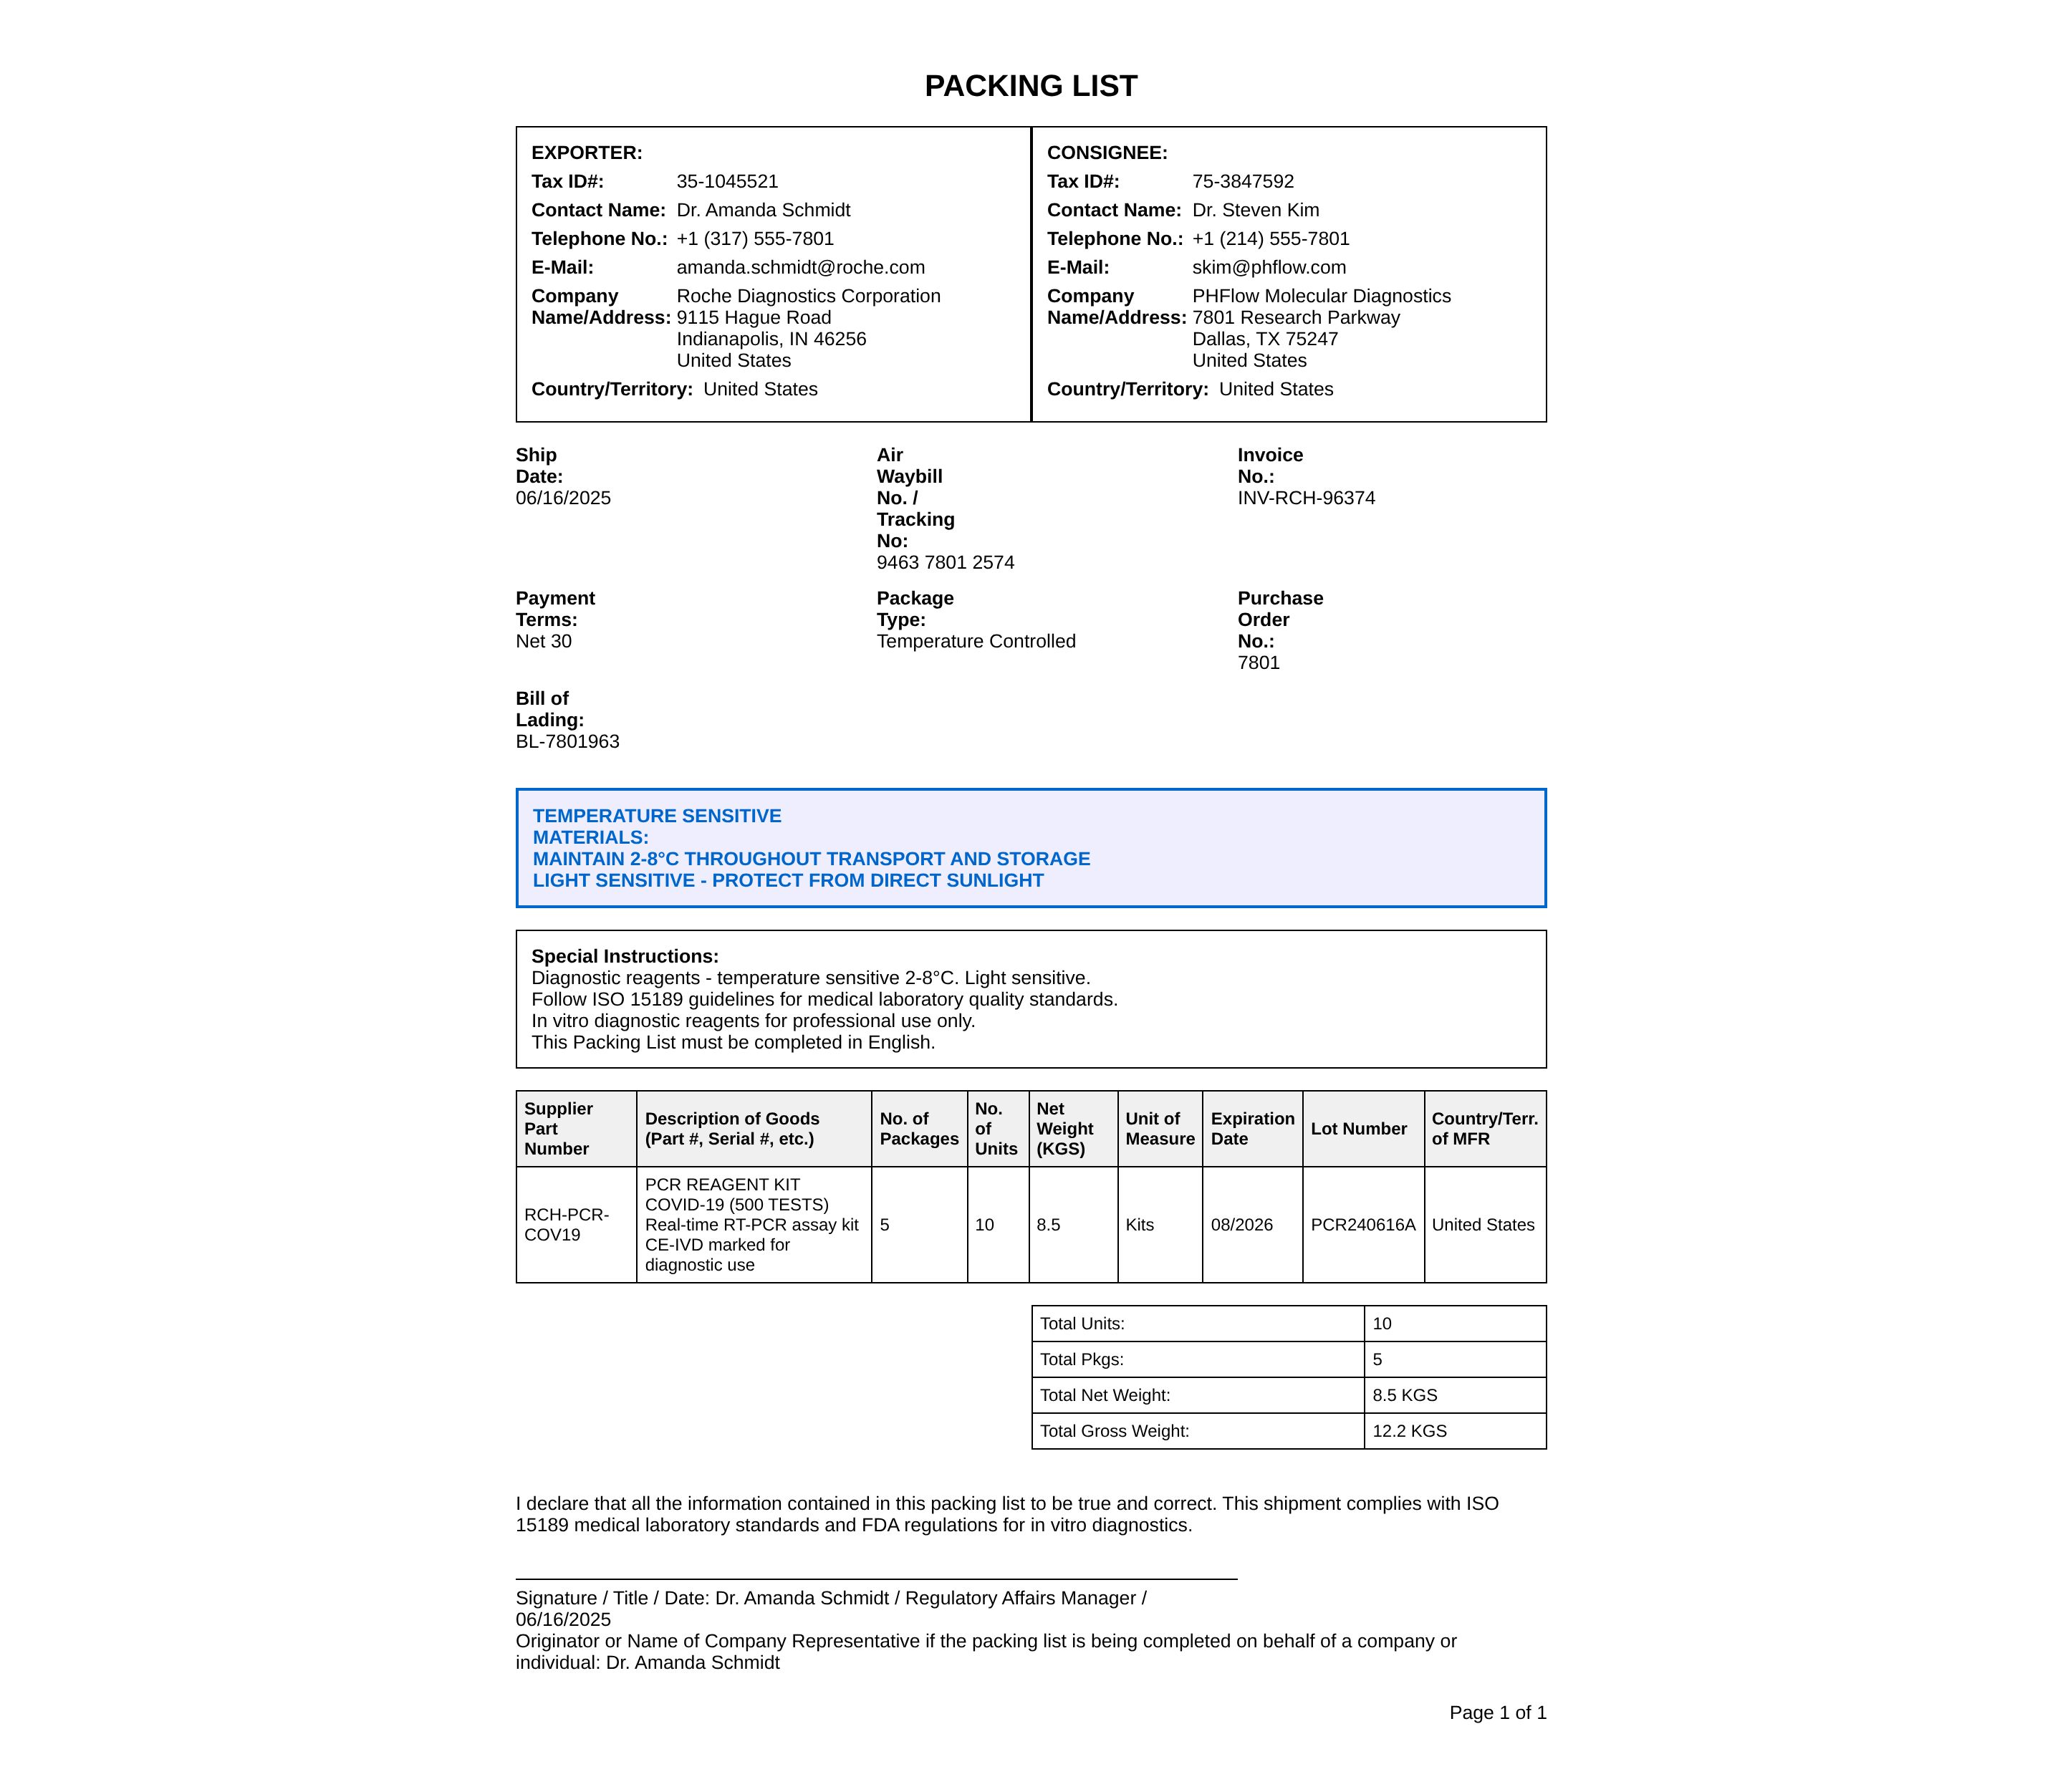 PACKING LIST
EXPORTER:
Tax ID#: 35-1045521
Contact Name: Dr. Amanda Schmidt
Telephone No.: +1 (317) 555-7801
E-Mail: amanda.schmidt@roche.com
Company Roche Diagnostics Corporation
Name/Address: 9115 Hague Road
Indianapolis, IN 46256
United States
Country/Territory: United States
CONSIGNEE:
Tax ID#: 75-3847592
Contact Name: Dr. Steven Kim
Telephone No.: +1 (214) 555-7801
E-Mail: skim@phflow.com
Company PHFlow Molecular Diagnostics
Name/Address: 7801 Research Parkway
Dallas, TX 75247
United States
Country/Territory: United States
Ship
Date:
06/16/2025
Air
Waybill
No. /
Tracking
No:
9463 7801 2574
Invoice
No.:
INV-RCH-96374
Payment
Terms:
Net 30
Package
Type:
Temperature Controlled
Purchase
Order
No.:
7801
Bill of
Lading:
BL-7801963
TEMPERATURE SENSITIVE
MATERIALS:
MAINTAIN 2-8°C THROUGHOUT TRANSPORT AND STORAGE
LIGHT SENSITIVE - PROTECT FROM DIRECT SUNLIGHT
Special Instructions:
Diagnostic reagents - temperature sensitive 2-8°C. Light sensitive.
Follow ISO 15189 guidelines for medical laboratory quality standards.
In vitro diagnostic reagents for professional use only.
This Packing List must be completed in English.
Supplier
Part
Number
Description of Goods
(Part #, Serial #, etc.)
No. of
Packages
No.
of
Units
Net
Weight
(KGS)
Unit of
Measure
Expiration
Date
Lot Number
Country/Terr.
of MFR
RCH-PCR-
COV19
PCR REAGENT KIT
COVID-19 (500 TESTS)
Real-time RT-PCR assay kit
CE-IVD marked for
diagnostic use
5
10
8.5
Kits
08/2026
PCR240616A
United States
Total Units: 10
Total Pkgs: 5
Total Net Weight: 8.5 KGS
Total Gross Weight: 12.2 KGS
I declare that all the information contained in this packing list to be true and correct. This shipment complies with ISO
15189 medical laboratory standards and FDA regulations for in vitro diagnostics.
Signature / Title / Date: Dr. Amanda Schmidt / Regulatory Affairs Manager /
06/16/2025
Originator or Name of Company Representative if the packing list is being completed on behalf of a company or
individual: Dr. Amanda Schmidt
Page 1 of 1